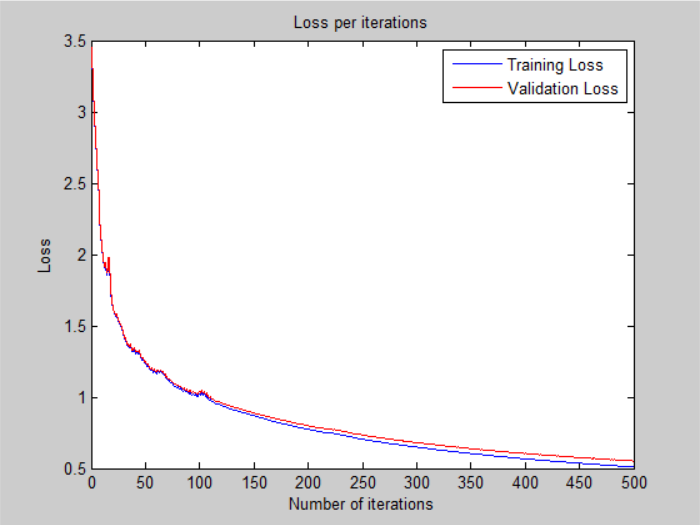 Loss per iterations
3.5
3
2.5
2
1.5
1
0.5
Loss
Training Loss
Validation Loss
0 50 100 150 200 250 300 350 400 450 500
Number of iterations